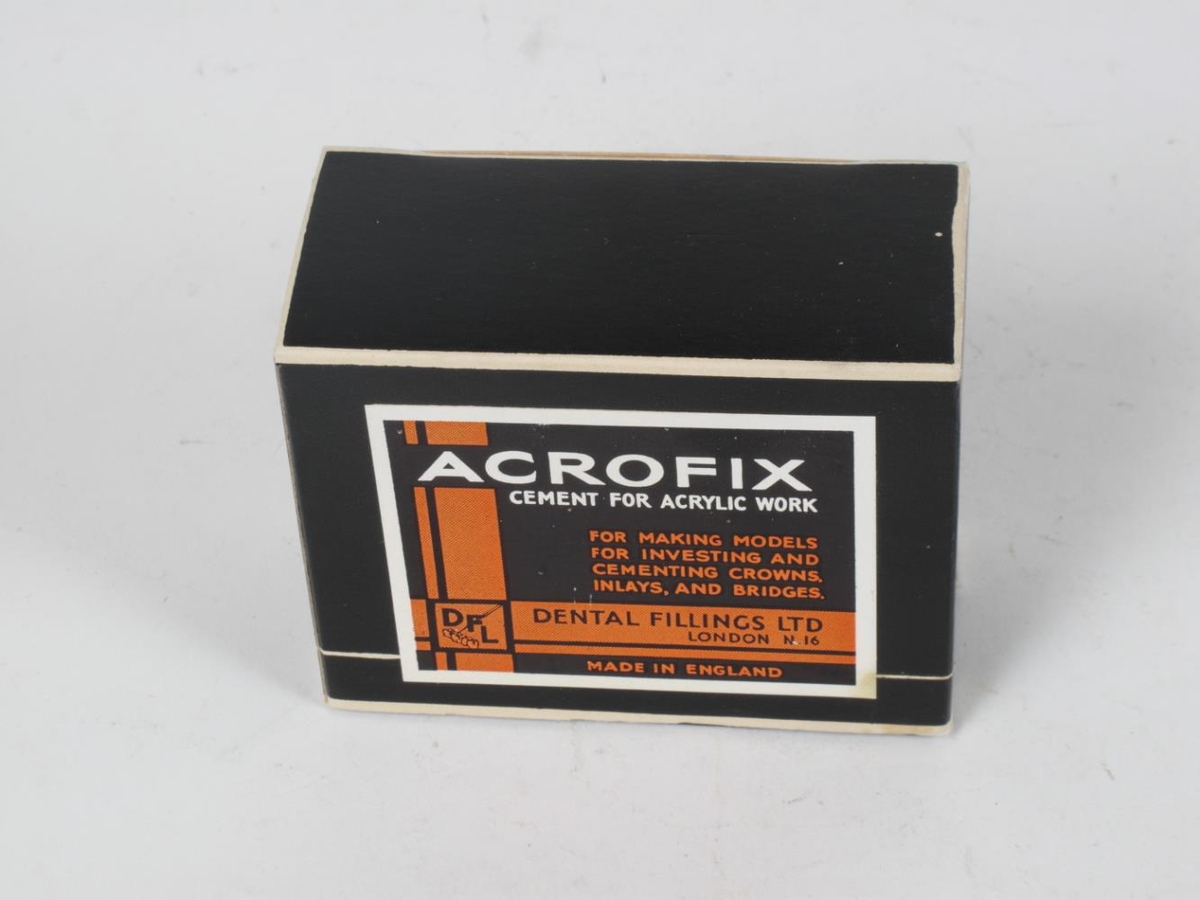 ACROFIX
CEMENT FOR ACRYLIC WORK
FOR MAKING MODELS
FOR INVESTING AND
CEMENTING CROWNS,
INLAYS, AND BRIDGES.
DFL
DENTAL FILLINGS LTD
LONDON N.16
MADE IN ENGLAND